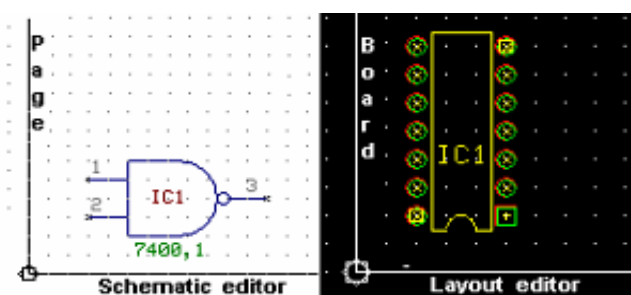 Page
1
2
IC1
3
7400,1
Schematic editor
Board
IC1
Layout editor